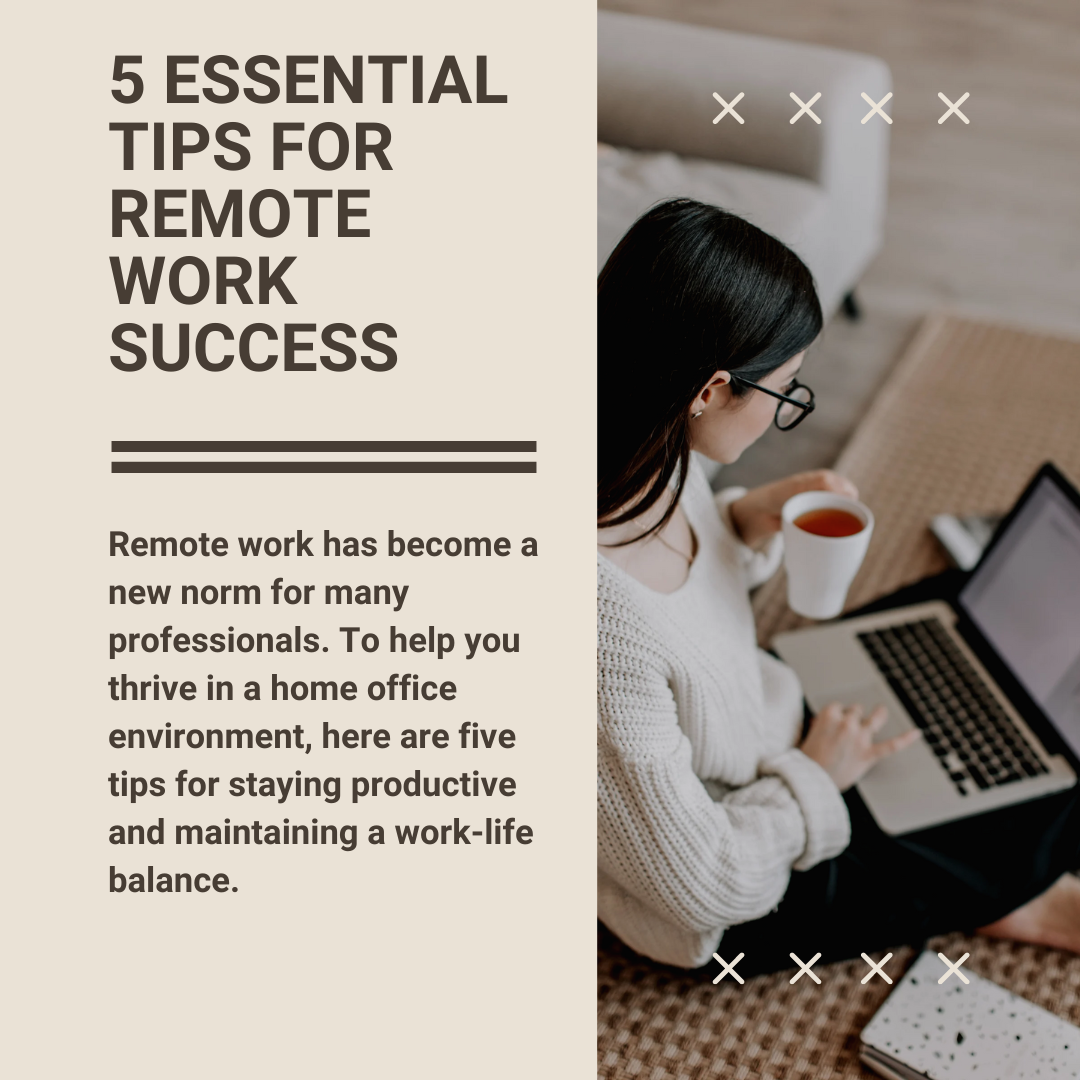 5 ESSENTIAL
TIPS FOR
REMOTE
WORK
SUCCESS
Remote work has become a
new norm for many
professionals. To help you
thrive in a home office
environment, here are five
tips for staying productive
and maintaining a work-life
balance.